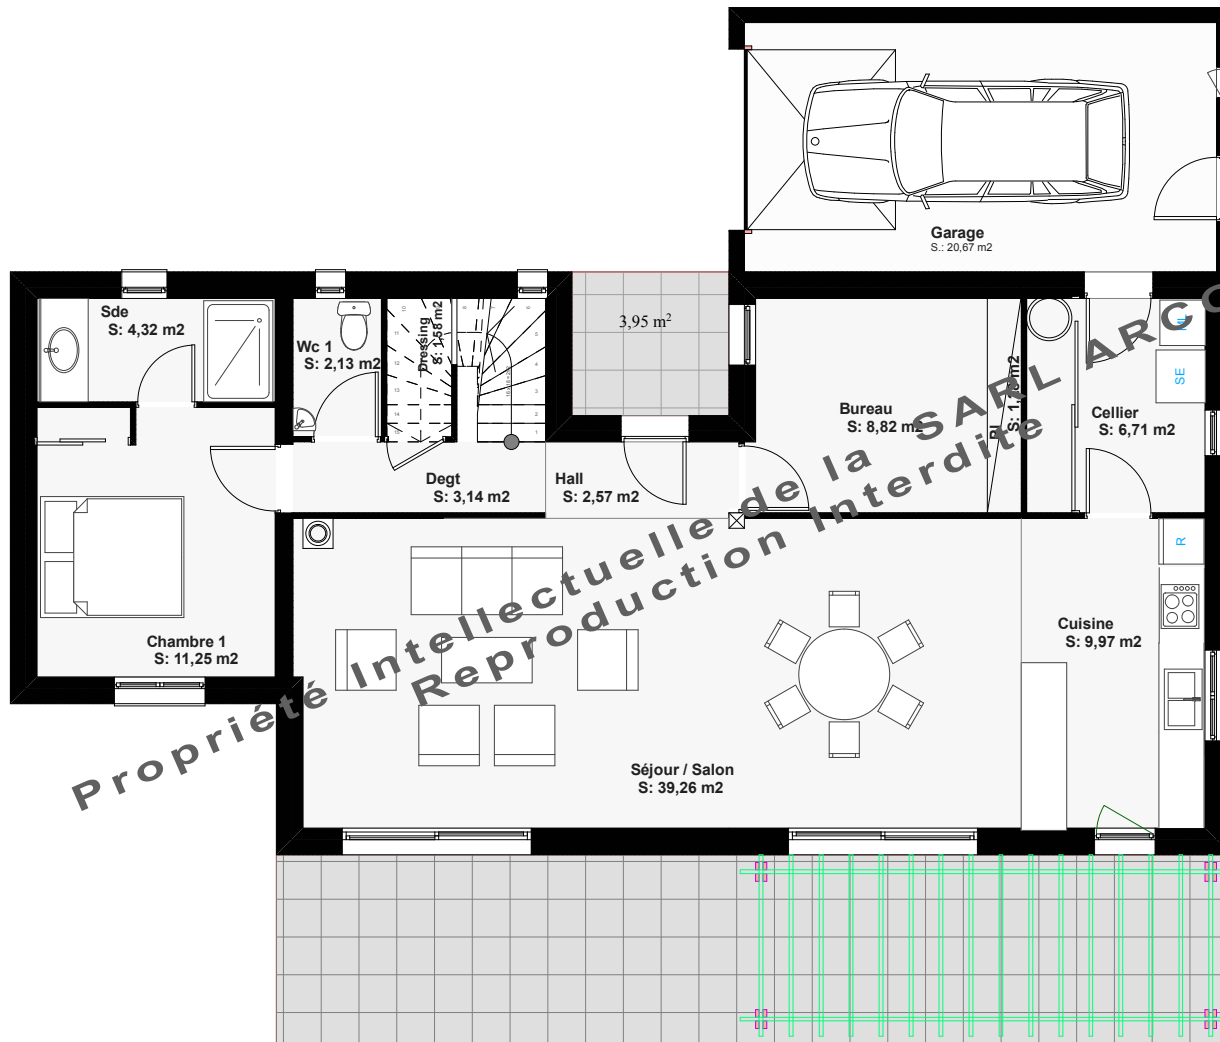 Garage
S.: 20,67 m2
Sde
S: 4,32 m2
Wc 1
S: 2,13 m2
Dressing
S: 1,58 m2
3,95 m²
Bureau
S: 8,82 m2
Pl
Cellier
S: 6,71 m2
SE
Degt
S: 3,14 m2
Hall
S: 2,57 m2
R
Chambre 1
S: 11,25 m2
Cuisine
S: 9,97 m2
Séjour / Salon
S: 39,26 m2
Propriété Intellectuelle de la SARL ARCO
Reproduction Interdite